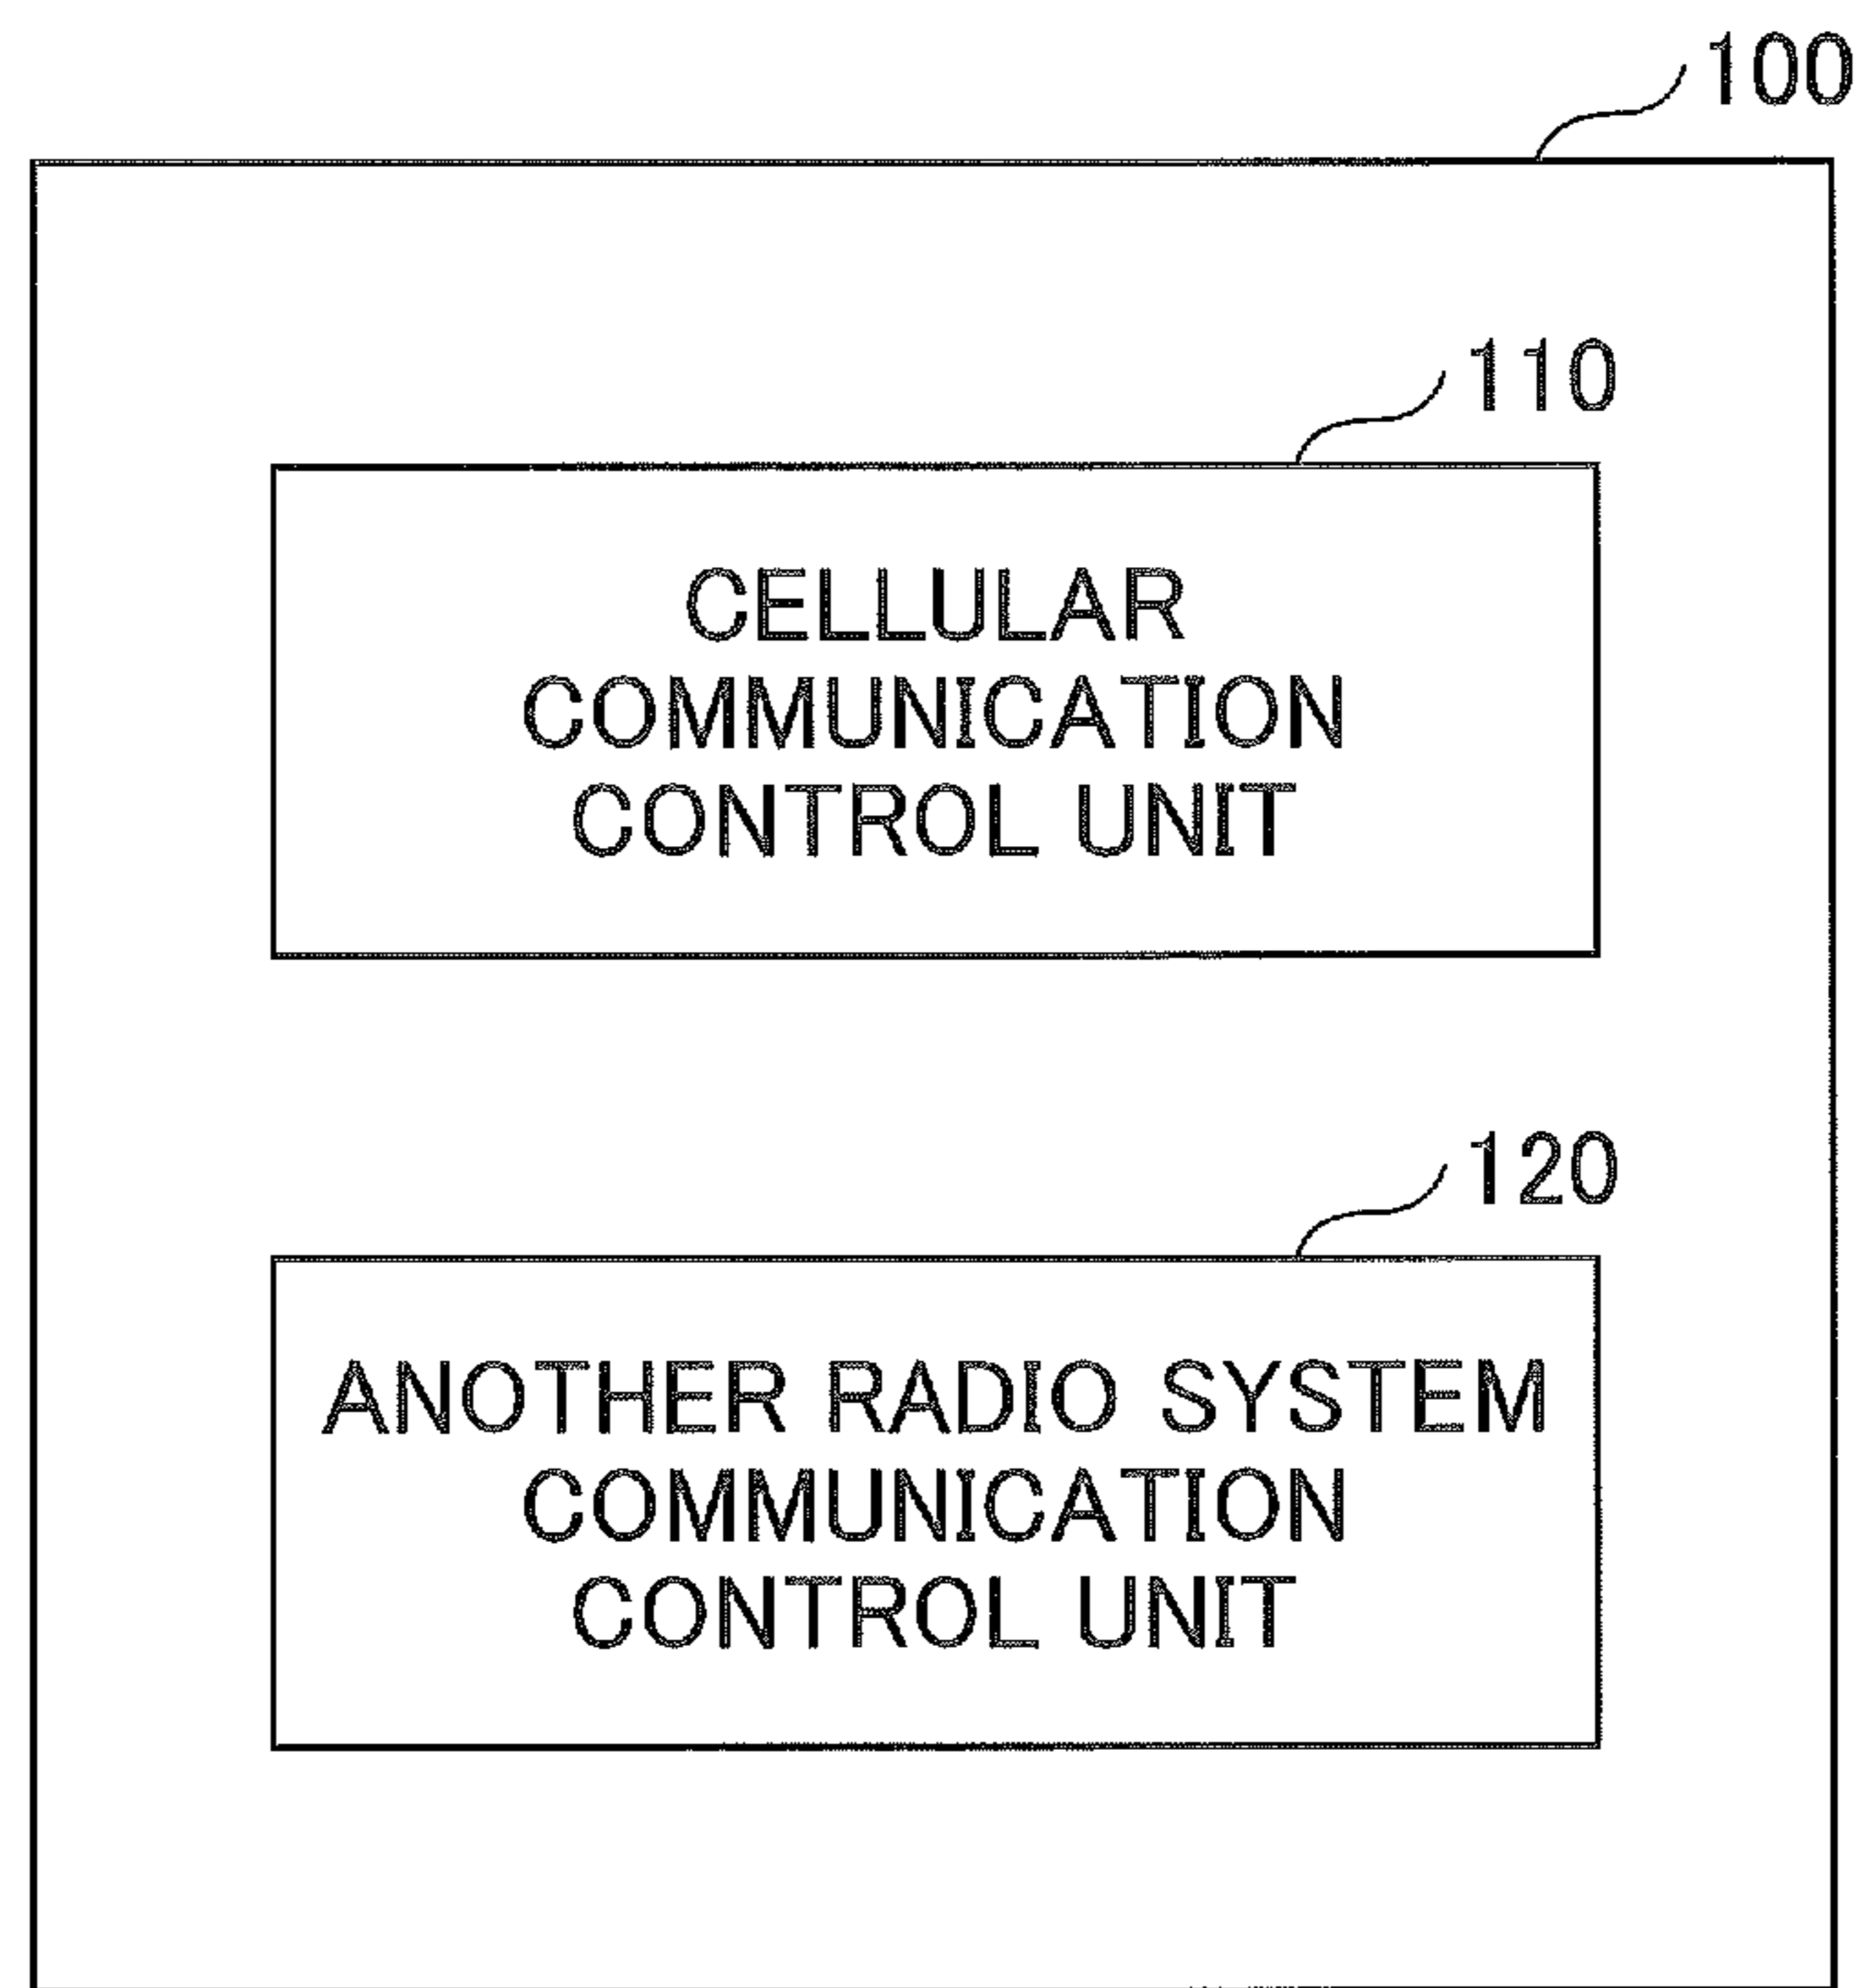 100
110
CELLULAR
COMMUNICATION
CONTROL UNIT
120
ANOTHER RADIO SYSTEM
COMMUNICATION
CONTROL UNIT